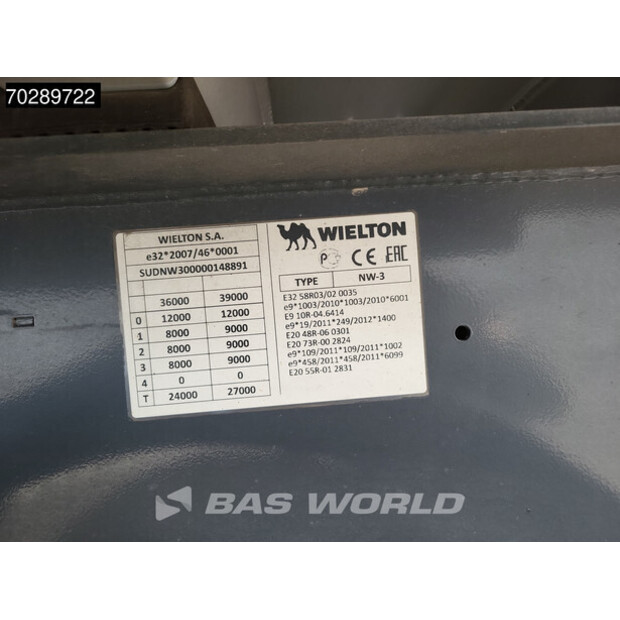 70289722
WIELTON S.A.
e32*2007/46*0001
SUDNW300000148891
36000 39000
0 12000 12000
1 8000 9000
2 8000 9000
3 8000 9000
4 0 0
T 24000 27000
WIELTON
CE EAC
TYPE NW-3
E32 58R03/02 0035
e9*1003/2010*1003/2010*6001
E9 10R-04.6414
e9*19/2011*249/2012*1400
E20 48R-06 0301
E20 73R-00 2824
e9*109/2011*109/2011*1002
e9*458/2011*458/2011*6099
E20 55R-01 2831
BAS WORLD